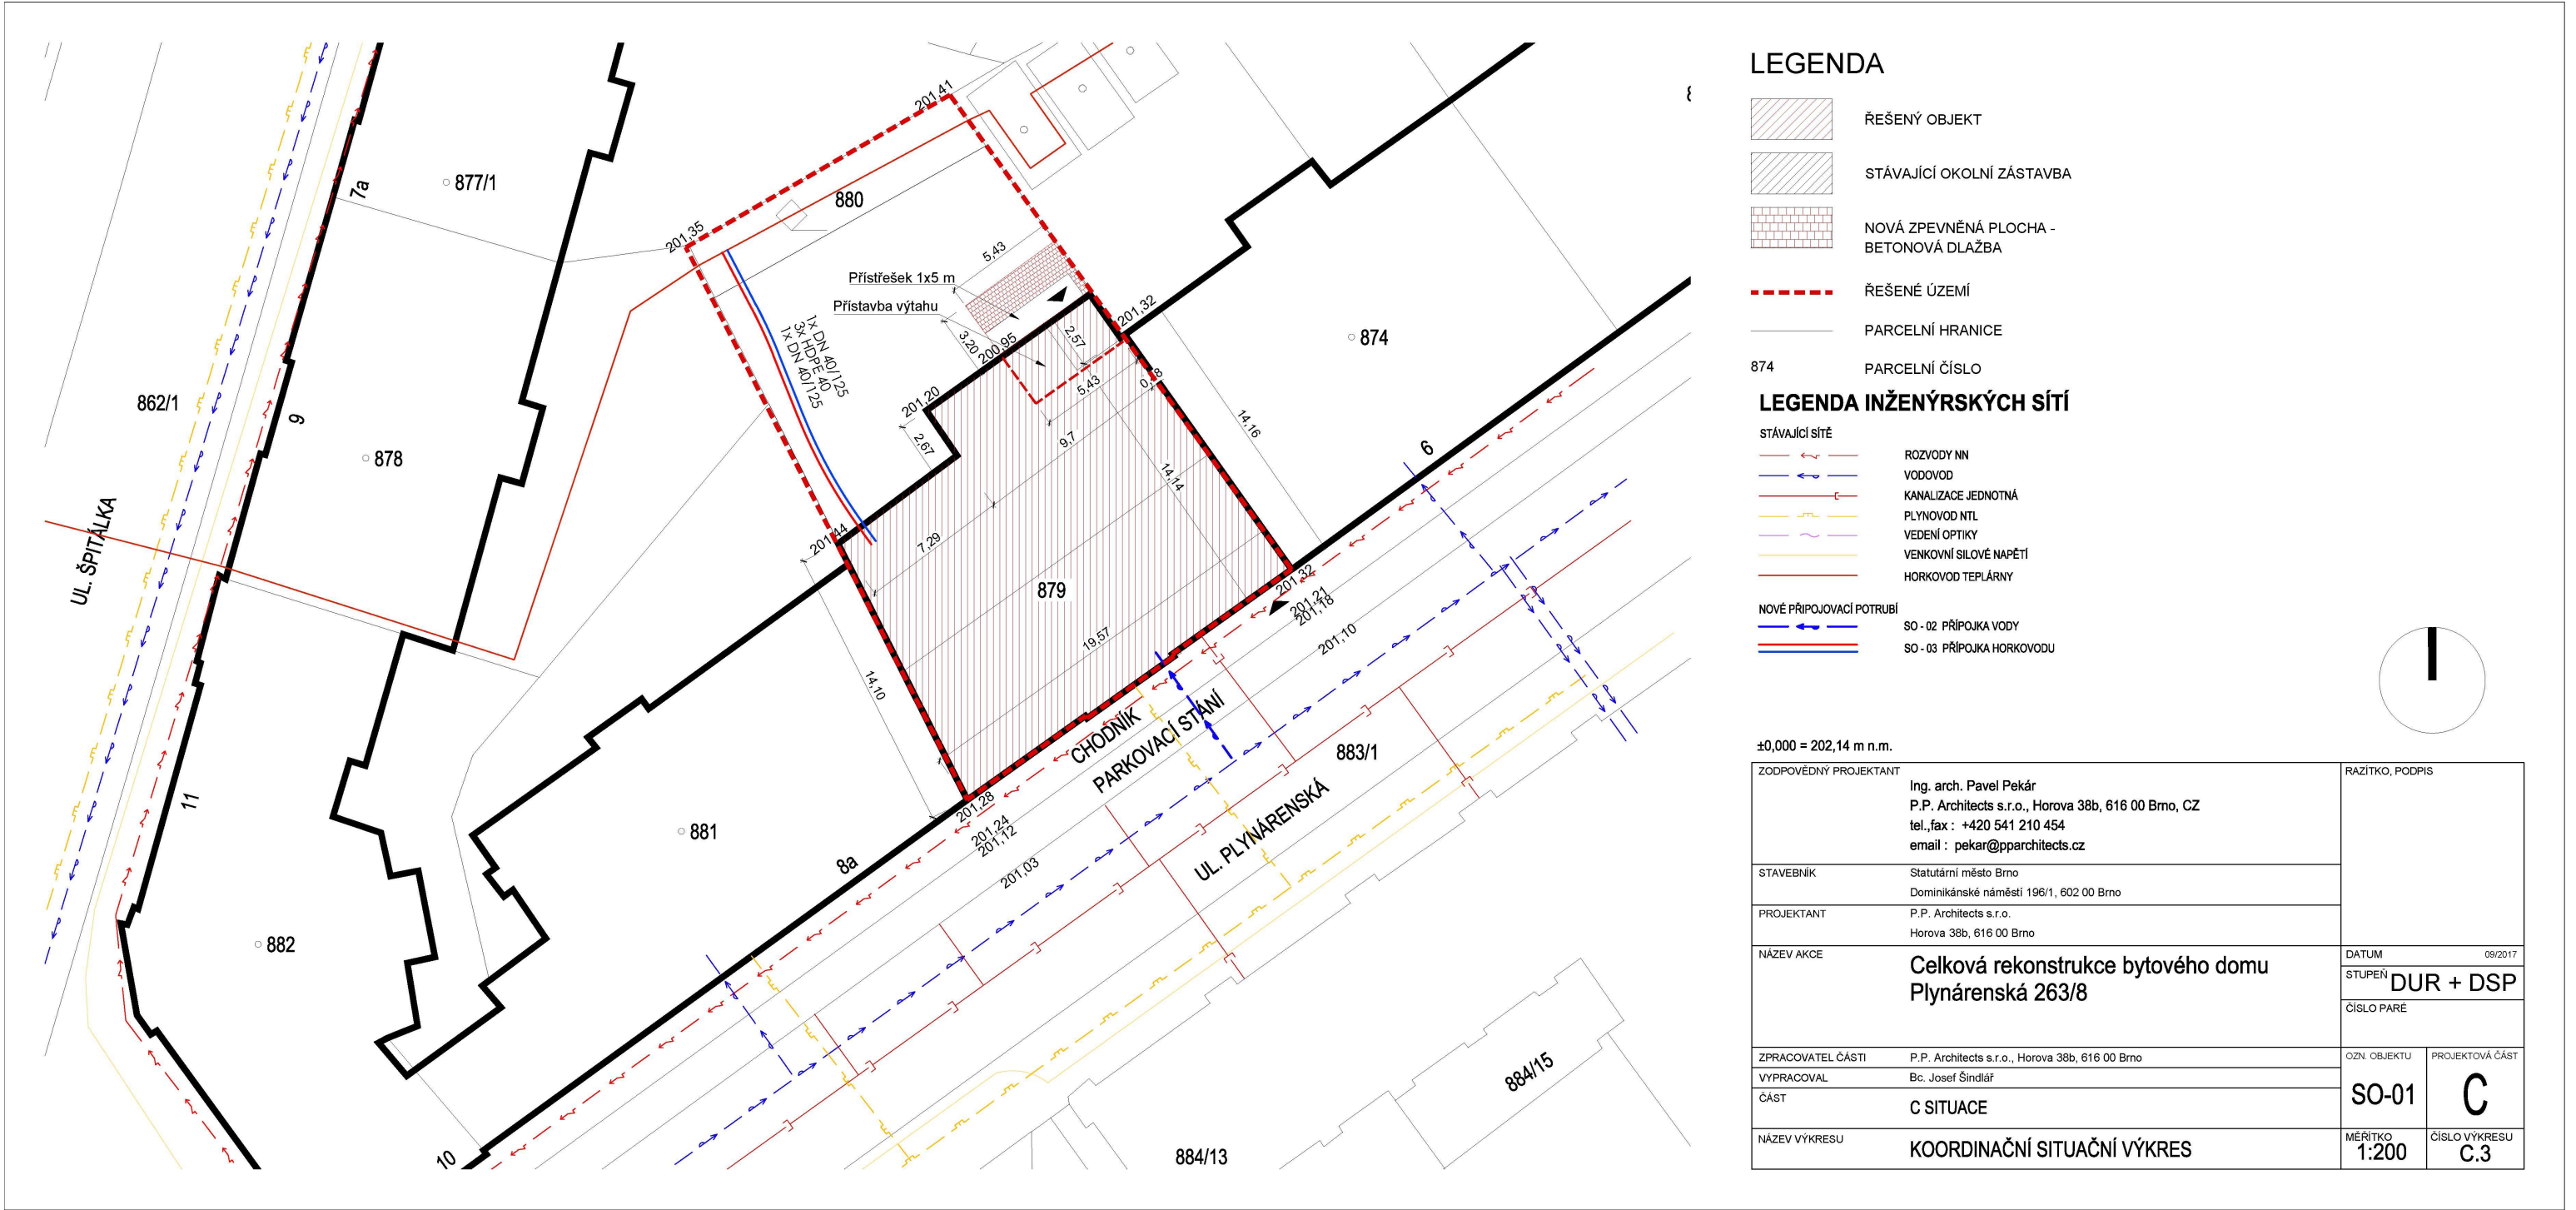 201,41
877/1
7a
880
201,35
5,43
Přístřešek 1x5 m
Přístavba výtahu
201,32
1x DN 40/125
3x HDPE 40
1x DN 40/125
3,20
200,95
2,57
874
862/1
9
878
201,20
2,67
5,43
0,18
9,7
14,16
14,14
6
UL. ŠPITÁLKA
201,44
7,29
879
201,32
201,21
201,18
201,10
19,57
14,10
CHODNÍK
PARKOVACÍ STÁNÍ
883/1
UL. PLYNÁRENSKÁ
11
881
201,28
201,24
201,12
201,03
8a
882
10
884/13
884/15
LEGENDA
ŘEŠENÝ OBJEKT
STÁVAJÍCÍ OKOLNÍ ZÁSTAVBA
NOVÁ ZPEVNĚNÁ PLOCHA -
BETONOVÁ DLAŽBA
ŘEŠENÉ ÚZEMÍ
PARCELNÍ HRANICE
874 PARCELNÍ ČÍSLO
LEGENDA INŽENÝRSKÝCH SÍTÍ
STÁVAJÍCÍ SÍTĚ
ROZVODY NN
VODOVOD
KANALIZACE JEDNOTNÁ
PLYNOVOD NTL
VEDENÍ OPTIKY
VENKOVNÍ SILOVÉ NAPĚTÍ
HORKOVOD TEPLÁRNY
NOVÉ PŘIPOJOVACÍ POTRUBÍ
SO - 02 PŘÍPOJKA VODY
SO - 03 PŘÍPOJKA HORKOVODU
±0,000 = 202,14 m n.m.
ZODPOVĚDNÝ PROJEKTANT
Ing. arch. Pavel Pekár
P.P. Architects s.r.o., Horova 38b, 616 00 Brno, CZ
tel.,fax : +420 541 210 454
email : pekar@pparchitects.cz
RAZÍTKO, PODPIS
STAVEBNÍK Statutární město Brno
Dominikánské náměstí 196/1, 602 00 Brno
PROJEKTANT P.P. Architects s.r.o.
Horova 38b, 616 00 Brno
NÁZEV AKCE
Celková rekonstrukce bytového domu
Plynárenská 263/8
DATUM 09/2017
STUPEŇ DUR + DSP
ČÍSLO PARÉ
ZPRACOVATEL ČÁSTI P.P. Architects s.r.o., Horova 38b, 616 00 Brno
VYPRACOVAL Bc. Josef Šindlář
ČÁST C SITUACE
OZN. OBJEKTU
SO-01
PROJEKTOVÁ ČÁST
C
NÁZEV VÝKRESU KOORDINAČNÍ SITUAČNÍ VÝKRES
MĚŘÍTKO
1:200
ČÍSLO VÝKRESU
C.3